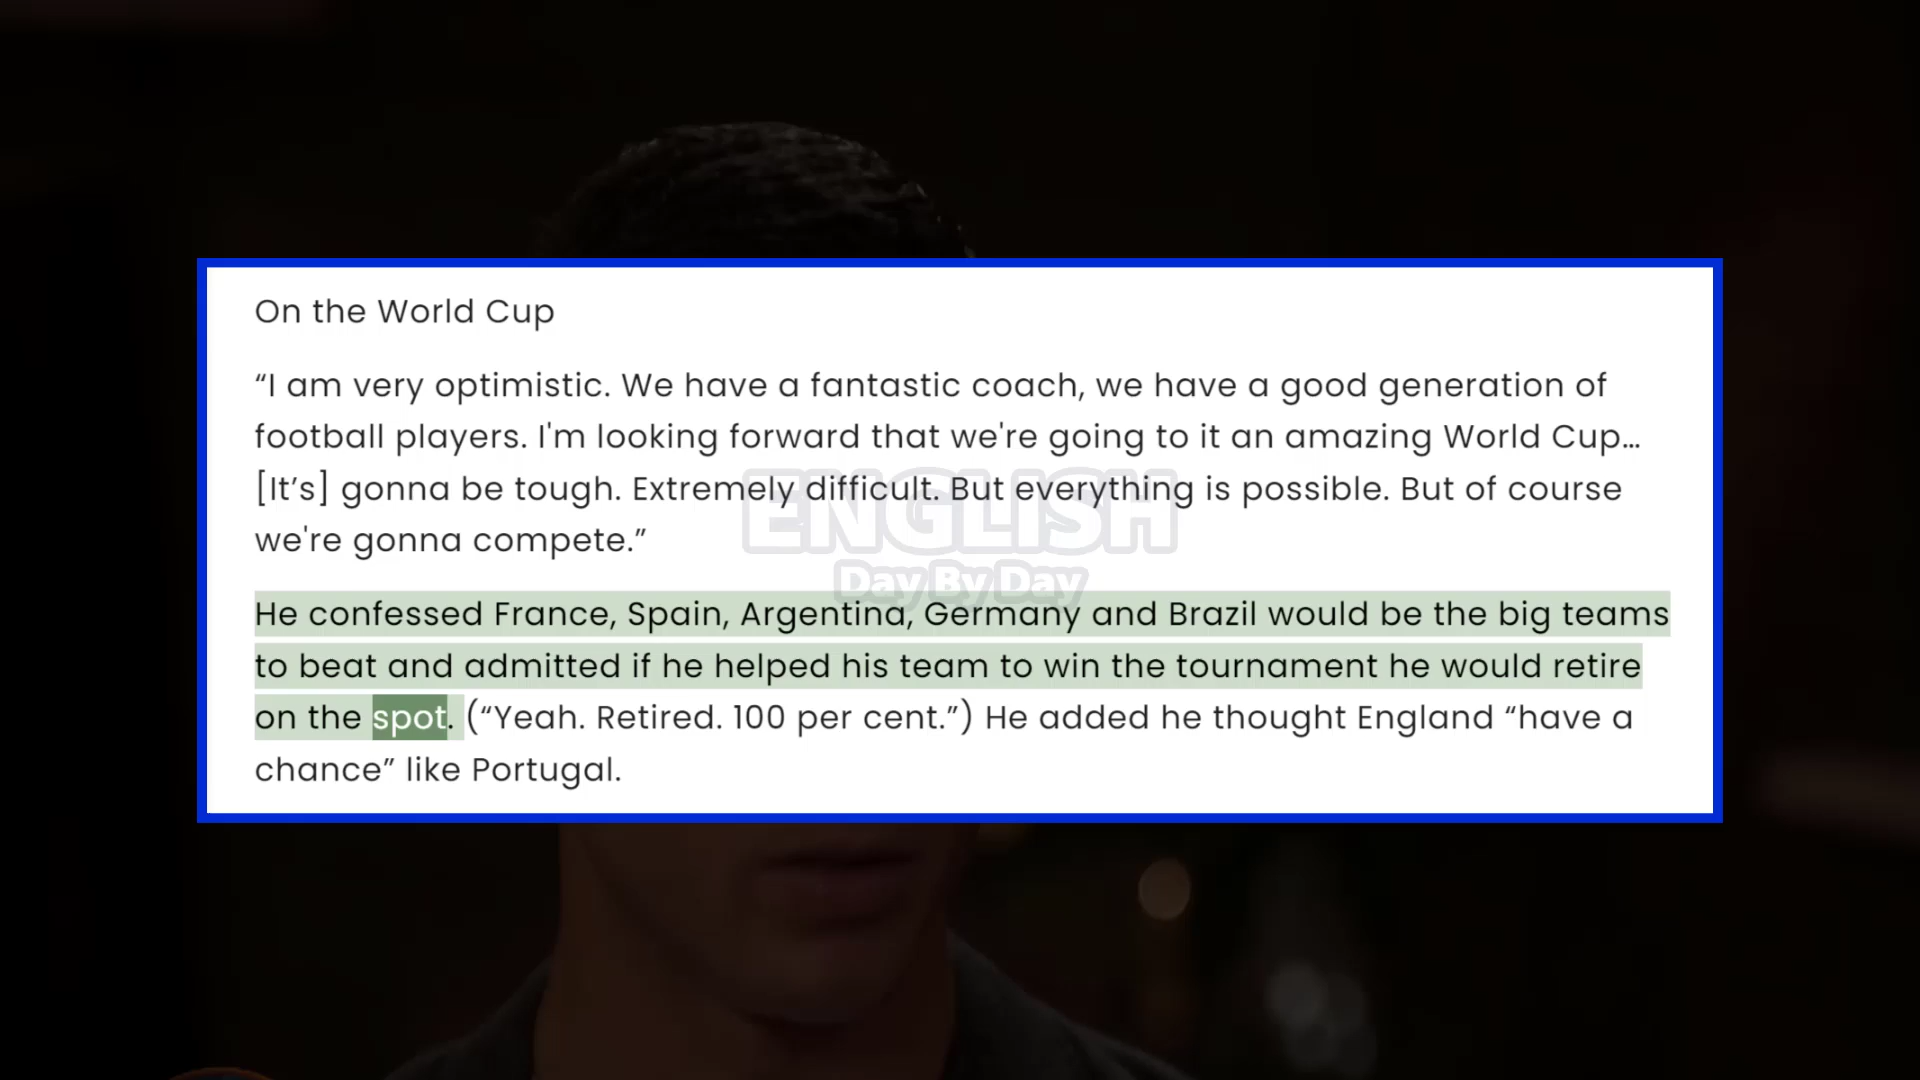 On the World Cup
“I am very optimistic. We have a fantastic coach, we have a good generation of
football players. I'm looking forward that we're going to it an amazing World Cup…
[It’s] gonna be tough. Extremely difficult. But everything is possible. But of course
we're gonna compete.”
ENGLISH
Day By Day
He confessed France, Spain, Argentina, Germany and Brazil would be the big teams
to beat and admitted if he helped his team to win the tournament he would retire
on the spot. (“Yeah. Retired. 100 per cent.”) He added he thought England “have a
chance” like Portugal.